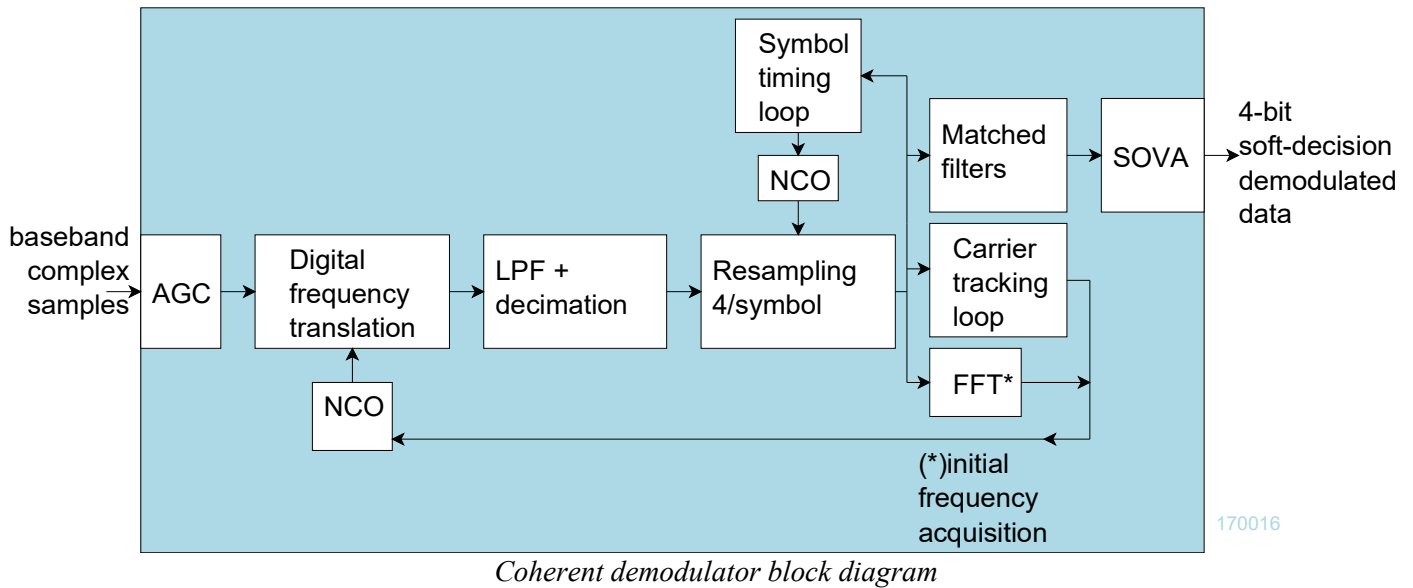 baseband
complex
samples
AGC
Digital
frequency
translation
NCO
LPF +
decimation
Resampling
4/symbol
Symbol
timing
loop
NCO
Matched
filters
SOVA
4-bit
soft-decision
demodulated
data
Carrier
tracking
loop
FFT*
(*)initial
frequency
acquisition
170016
Coherent demodulator block diagram